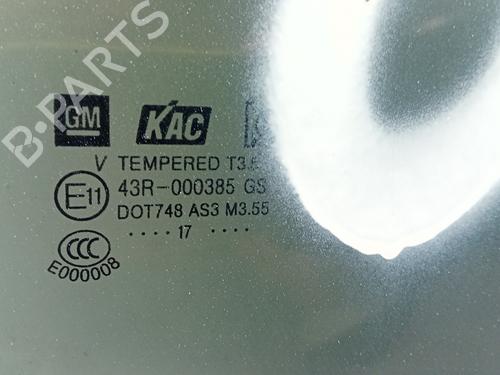 B-PARTS
GM KAC
V TEMPERED
E11 43R-000385 GS
DOT748 AS3 M3.55
CCC ···· 17 ····
E000008